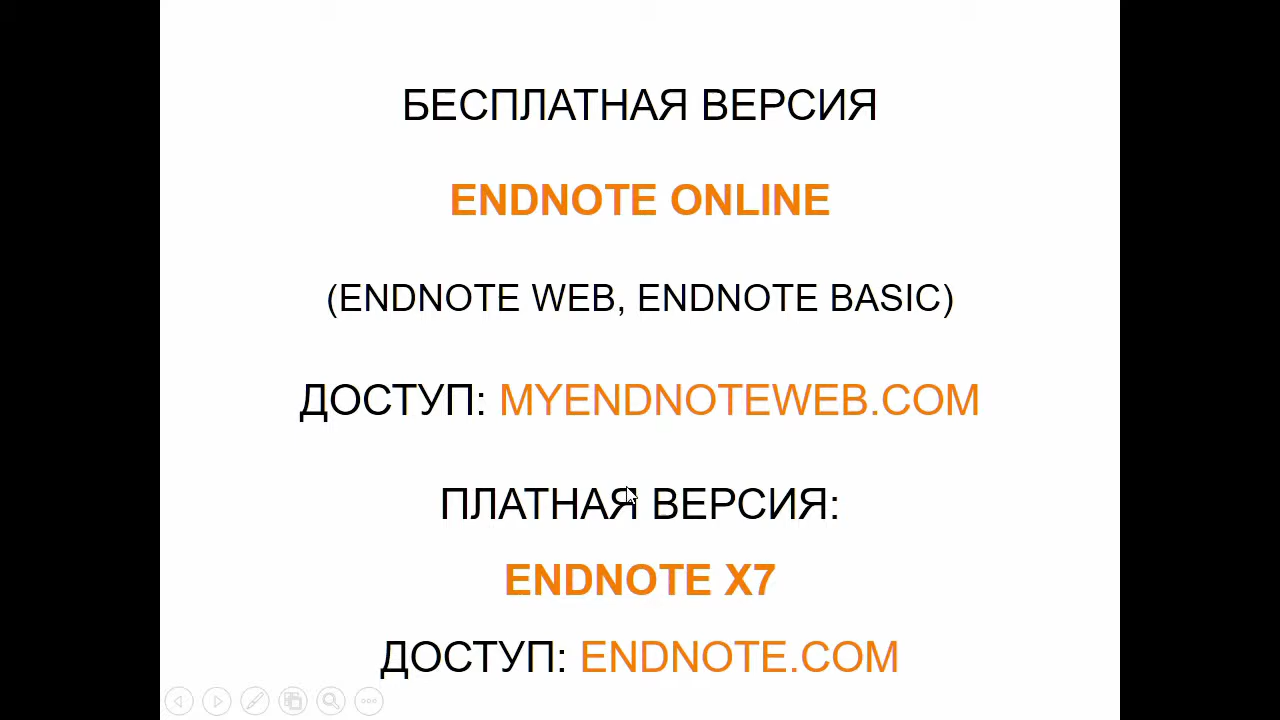 БЕСПЛАТНАЯ ВЕРСИЯ
ENDNOTE ONLINE
(ENDNOTE WEB, ENDNOTE BASIC)
ДОСТУП: MYENDNOTEWEB.COM
ПЛАТНАЯ ВЕРСИЯ:
ENDNOTE X7
ДОСТУП: ENDNOTE.COM